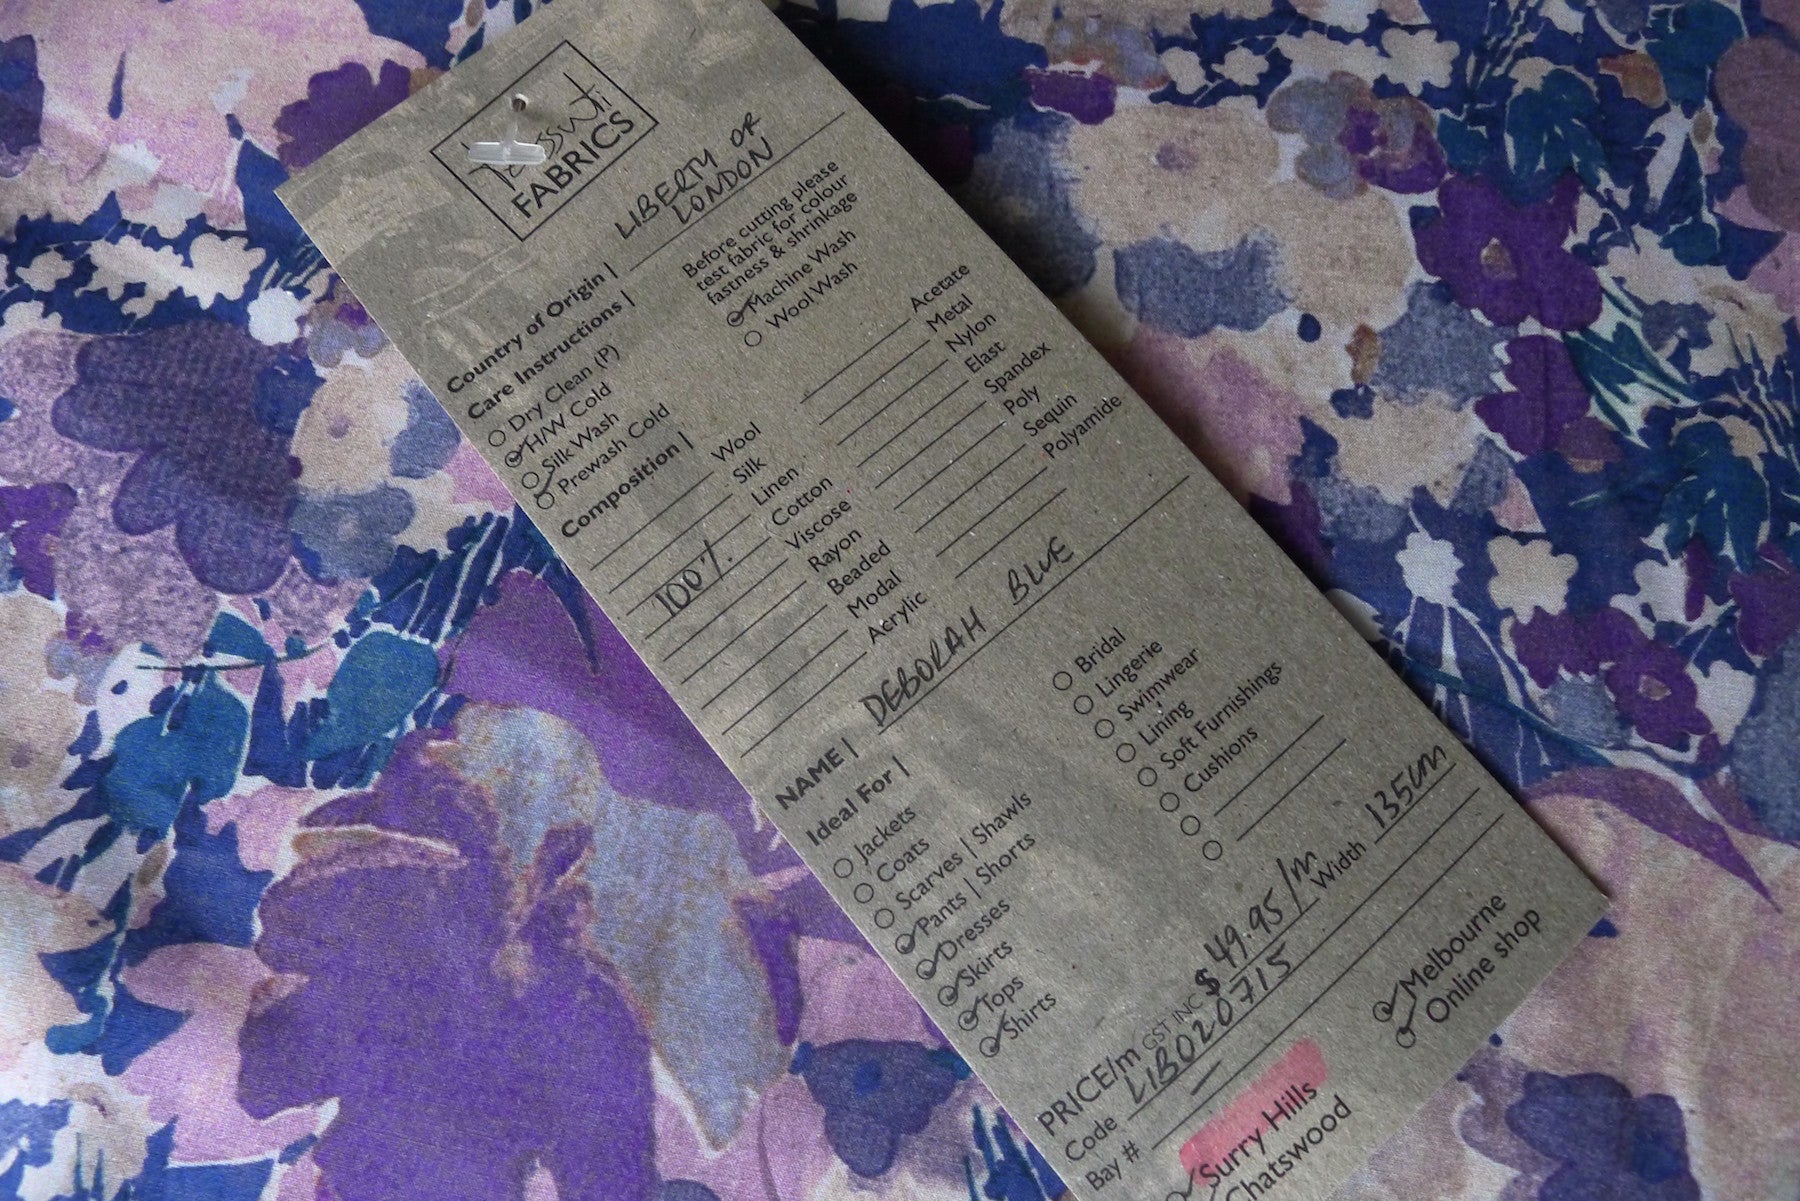 Tessuti
FABRICS
Country of Origin | LIBERTY OF
LONDON
Care Instructions |
Before cutting please
test fabric for colour
fastness & shrinkage
Dry Clean (P)
H/W Cold
Silk Wash
Prewash Cold
Machine Wash
Wool Wash
Composition |
Wool
Silk
Linen
100% Cotton
Viscose
Rayon
Beaded
Modal
Acrylic
Acetate
Metal
Nylon
Elast
Spandex
Poly
Sequin
Polyamide
NAME | DEBORAH BLUE
Ideal For |
Jackets
Coats
Scarves | Shawls
Pants | Shorts
Dresses
Skirts
Tops
Shirts
Bridal
Lingerie
Swimwear
Lining
Soft Furnishings
Cushions
PRICE/m GST INC $49.95/m Width 135cm
Code LIB020715
Bay # —
Surry Hills
Chatswood
Melbourne
Online shop